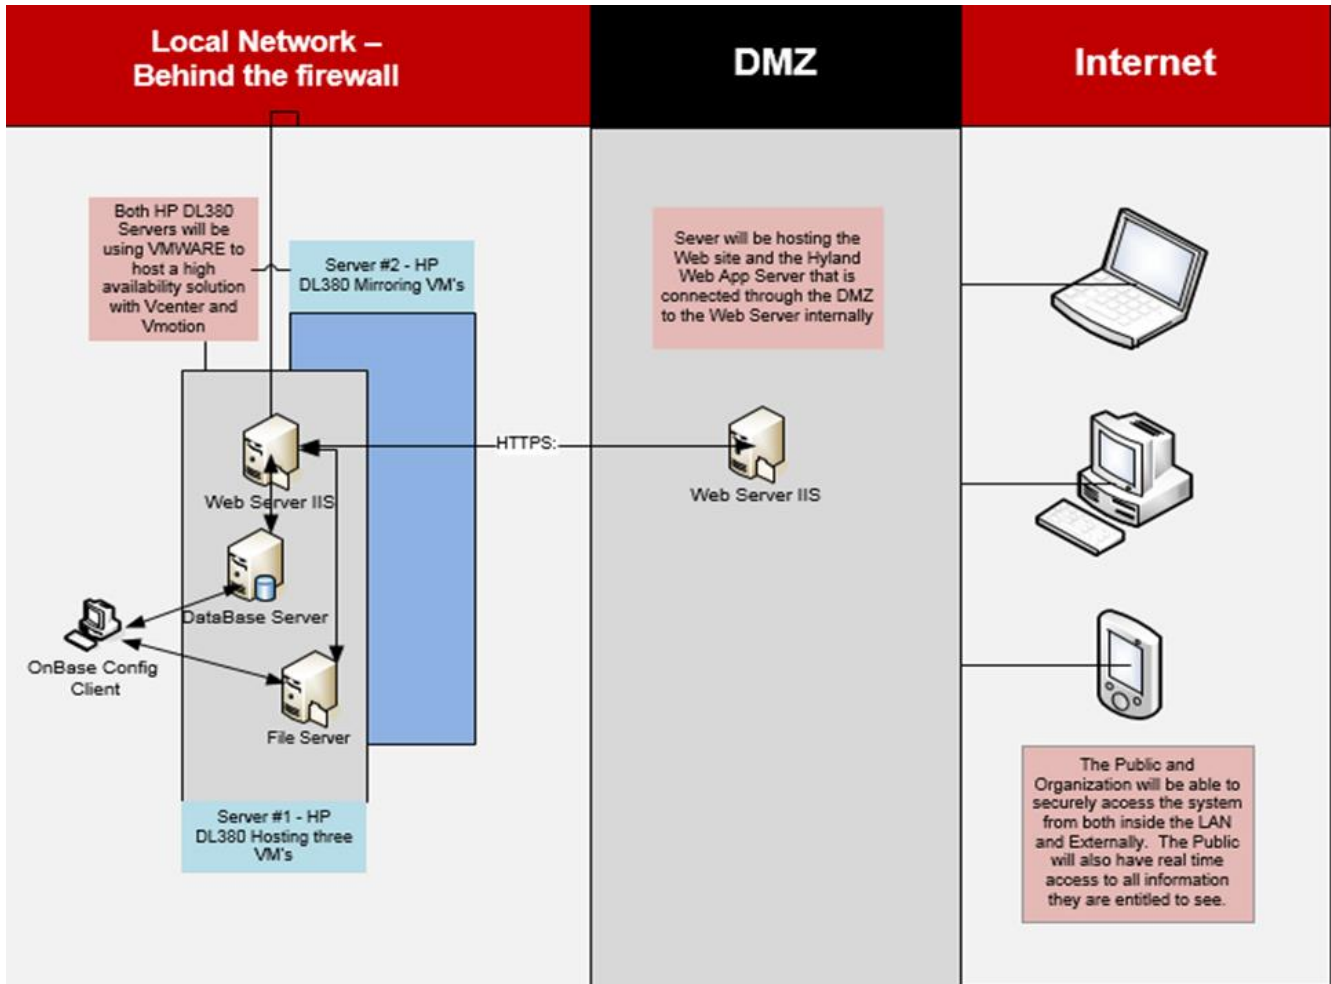 Local Network –
Behind the firewall
DMZ
Internet
Both HP DL380
Servers will be
using VMWARE to
host a high
availability solution
with Vcenter and
Vmotion
Server #2 - HP
DL380 Mirroring VM's
Sever will be hosting the
Web site and the Hyland
Web App Server that is
connected through the DMZ
to the Web Server internally
HTTPS:
Web Server IIS
Web Server IIS
DataBase Server
OnBase Config
Client
File Server
Server #1 - HP
DL380 Hosting three
VM's
The Public and
Organization will be able to
securely access the system
from both inside the LAN
and Externally. The Public
will also have real time
access to all information
they are entitled to see.